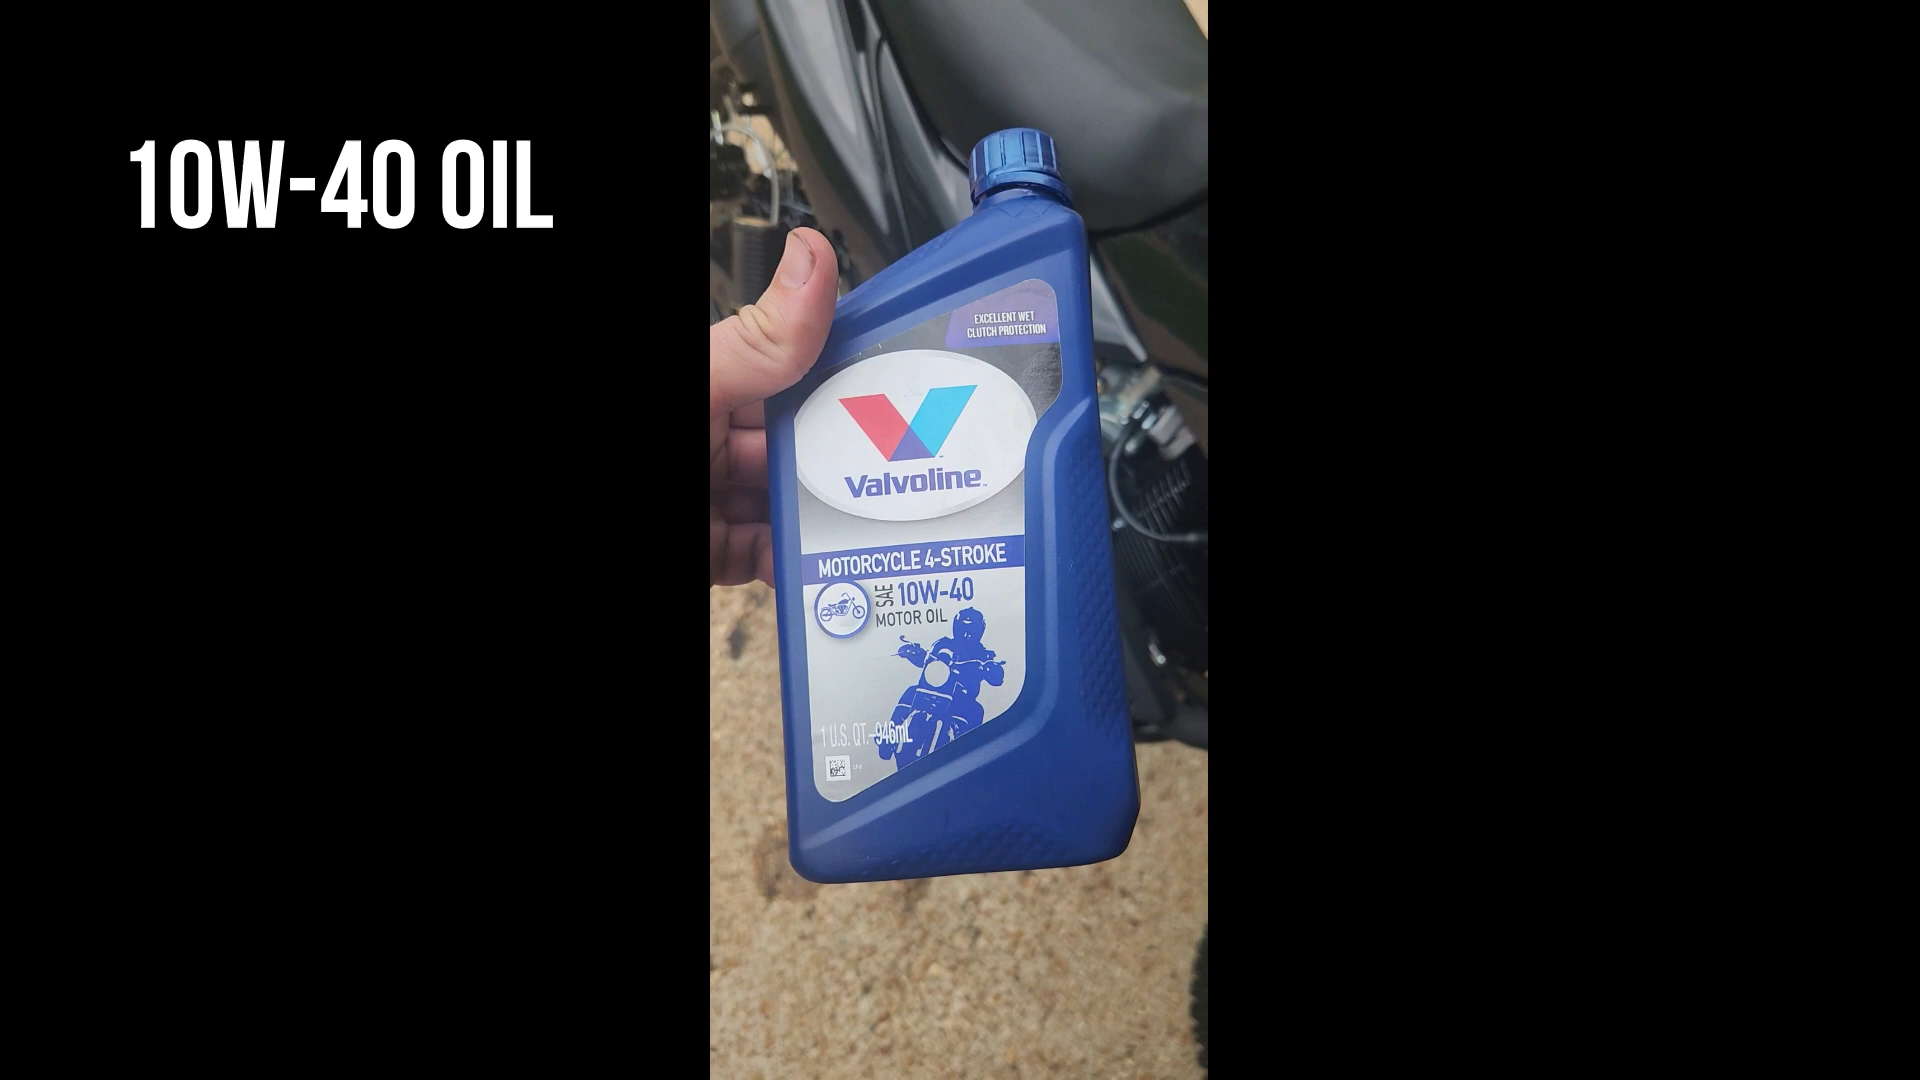 10W-40 OIL
EXCELLENT WET
CLUTCH PROTECTION
Valvoline
MOTORCYCLE 4-STROKE
SAE 10W-40
MOTOR OIL
1 U.S. QT.-946mL